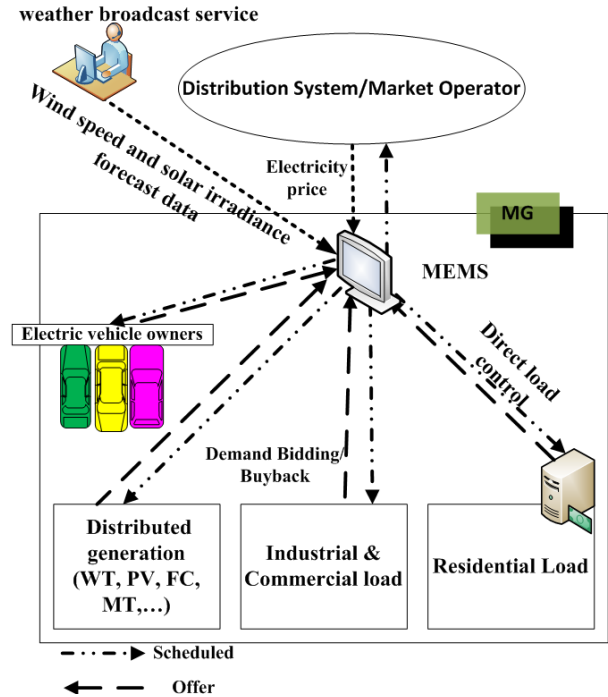 weather broadcast service
Distribution System/Market Operator
Wind speed and solar irradiance
forecast data
Electricity
price
MG
MEMS
Electric vehicle owners
Direct load
control
Demand Bidding/
Buyback
Distributed
generation
(WT, PV, FC,
MT,...)
Industrial &
Commercial load
Residential Load
Scheduled
Offer